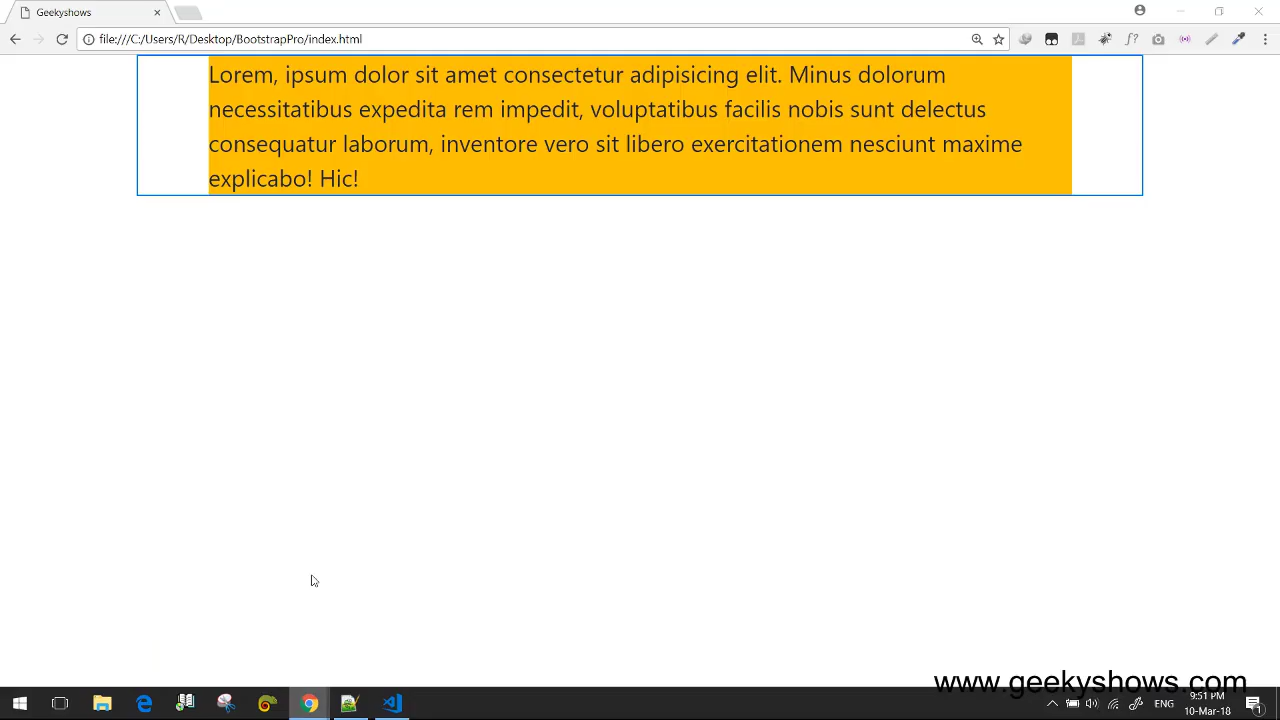 Geekyshows
file:///C:/Users/R/Desktop/BootstrapPro/index.html
Lorem, ipsum dolor sit amet consectetur adipisicing elit. Minus dolorum
necessitatibus expedita rem impedit, voluptatibus facilis nobis sunt delectus
consequatur laborum, inventore vero sit libero exercitationem nesciunt maxime
explicabo! Hic!
www.geekyshows.com
ENG
9:51 PM
10-Mar-18